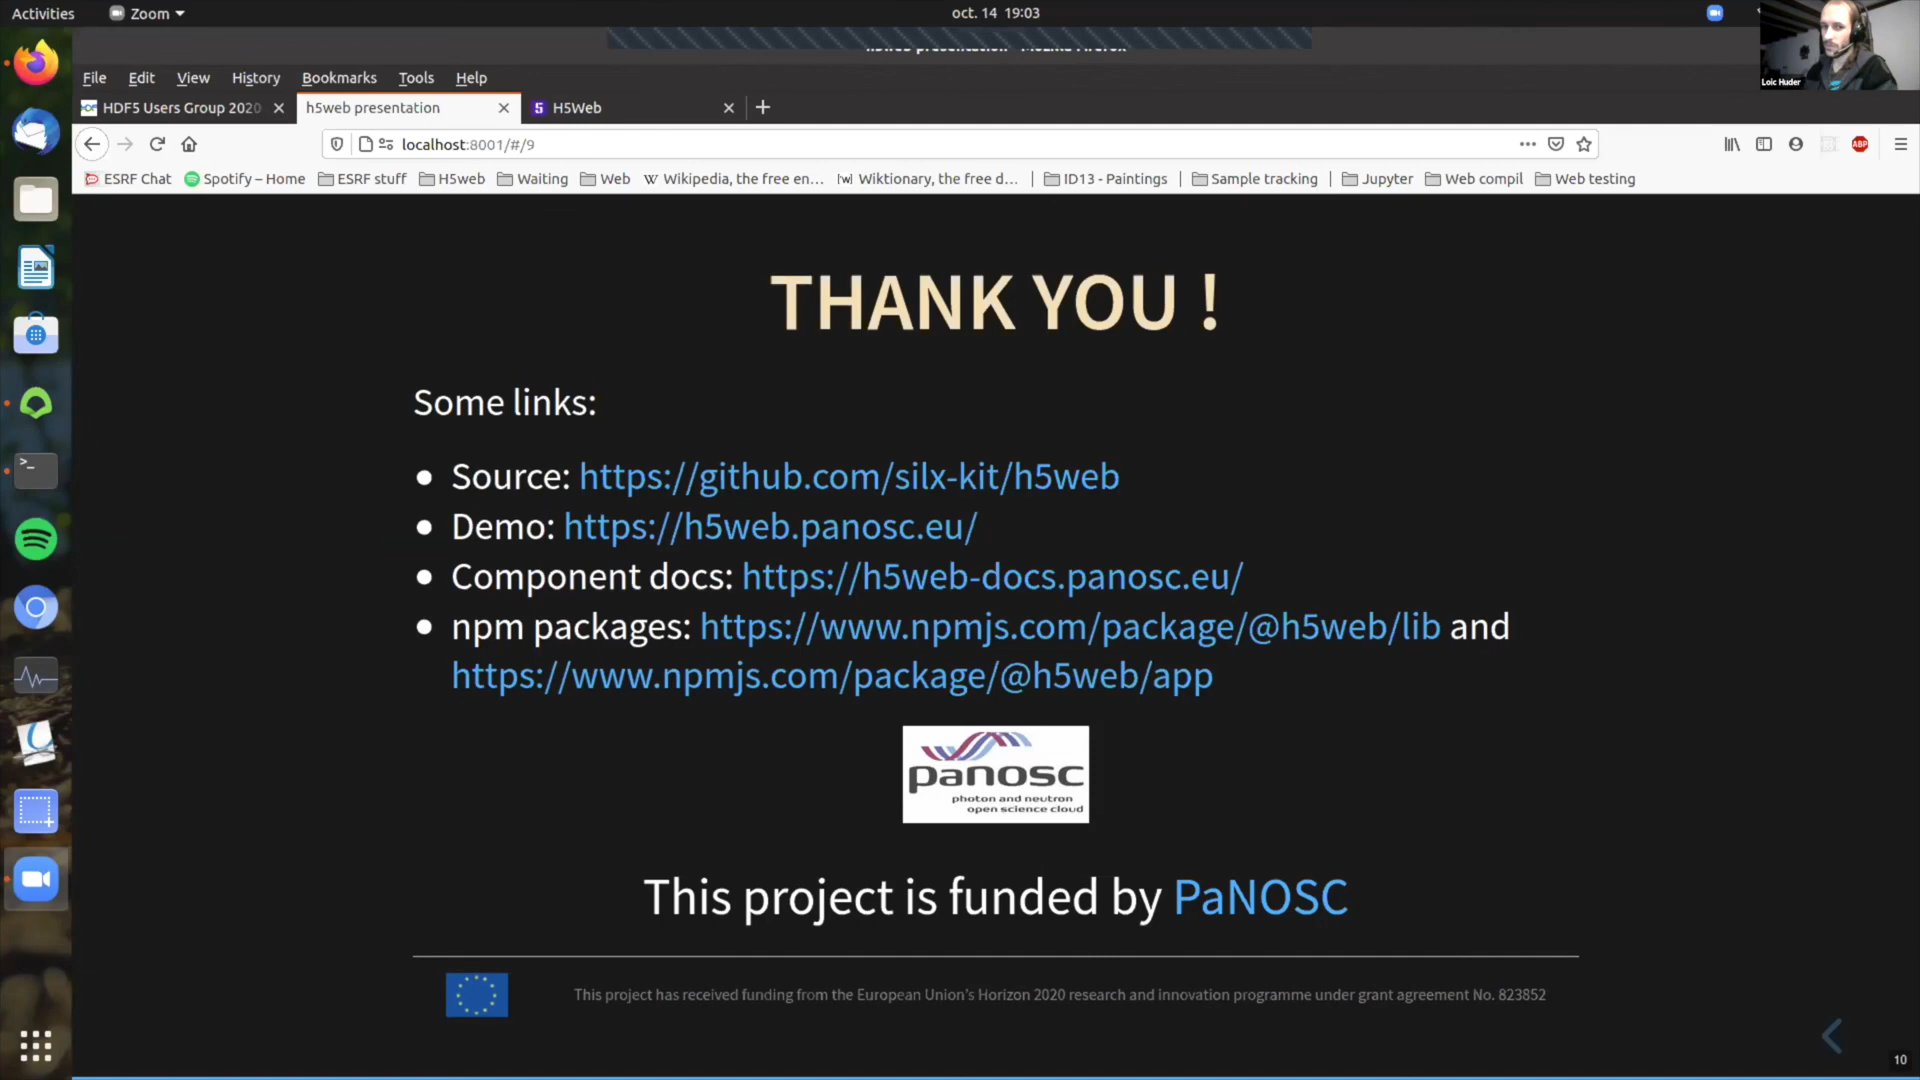 Activities
Zoom
oct. 14 19:03
Loic Huder
h5web presentation - Mozilla Firefox
File Edit View History Bookmarks Tools Help
HDF5 Users Group 2020
h5web presentation
5 H5Web
localhost:8001/#/9
ABP
ESRF Chat
Spotify – Home
ESRF stuff
H5web
Waiting
Web
W Wikipedia, the free en...
Wiktionary, the free d...
ID13 - Paintings
Sample tracking
Jupyter
Web compil
Web testing
THANK YOU !
Some links:
● Source: https://github.com/silx-kit/h5web
● Demo: https://h5web.panosc.eu/
● Component docs: https://h5web-docs.panosc.eu/
● npm packages: https://www.npmjs.com/package/@h5web/lib and
https://www.npmjs.com/package/@h5web/app
panosc
photon and neutron
open science cloud
This project is funded by PaNOSC
This project has received funding from the European Union's Horizon 2020 research and innovation programme under grant agreement No. 823852
10